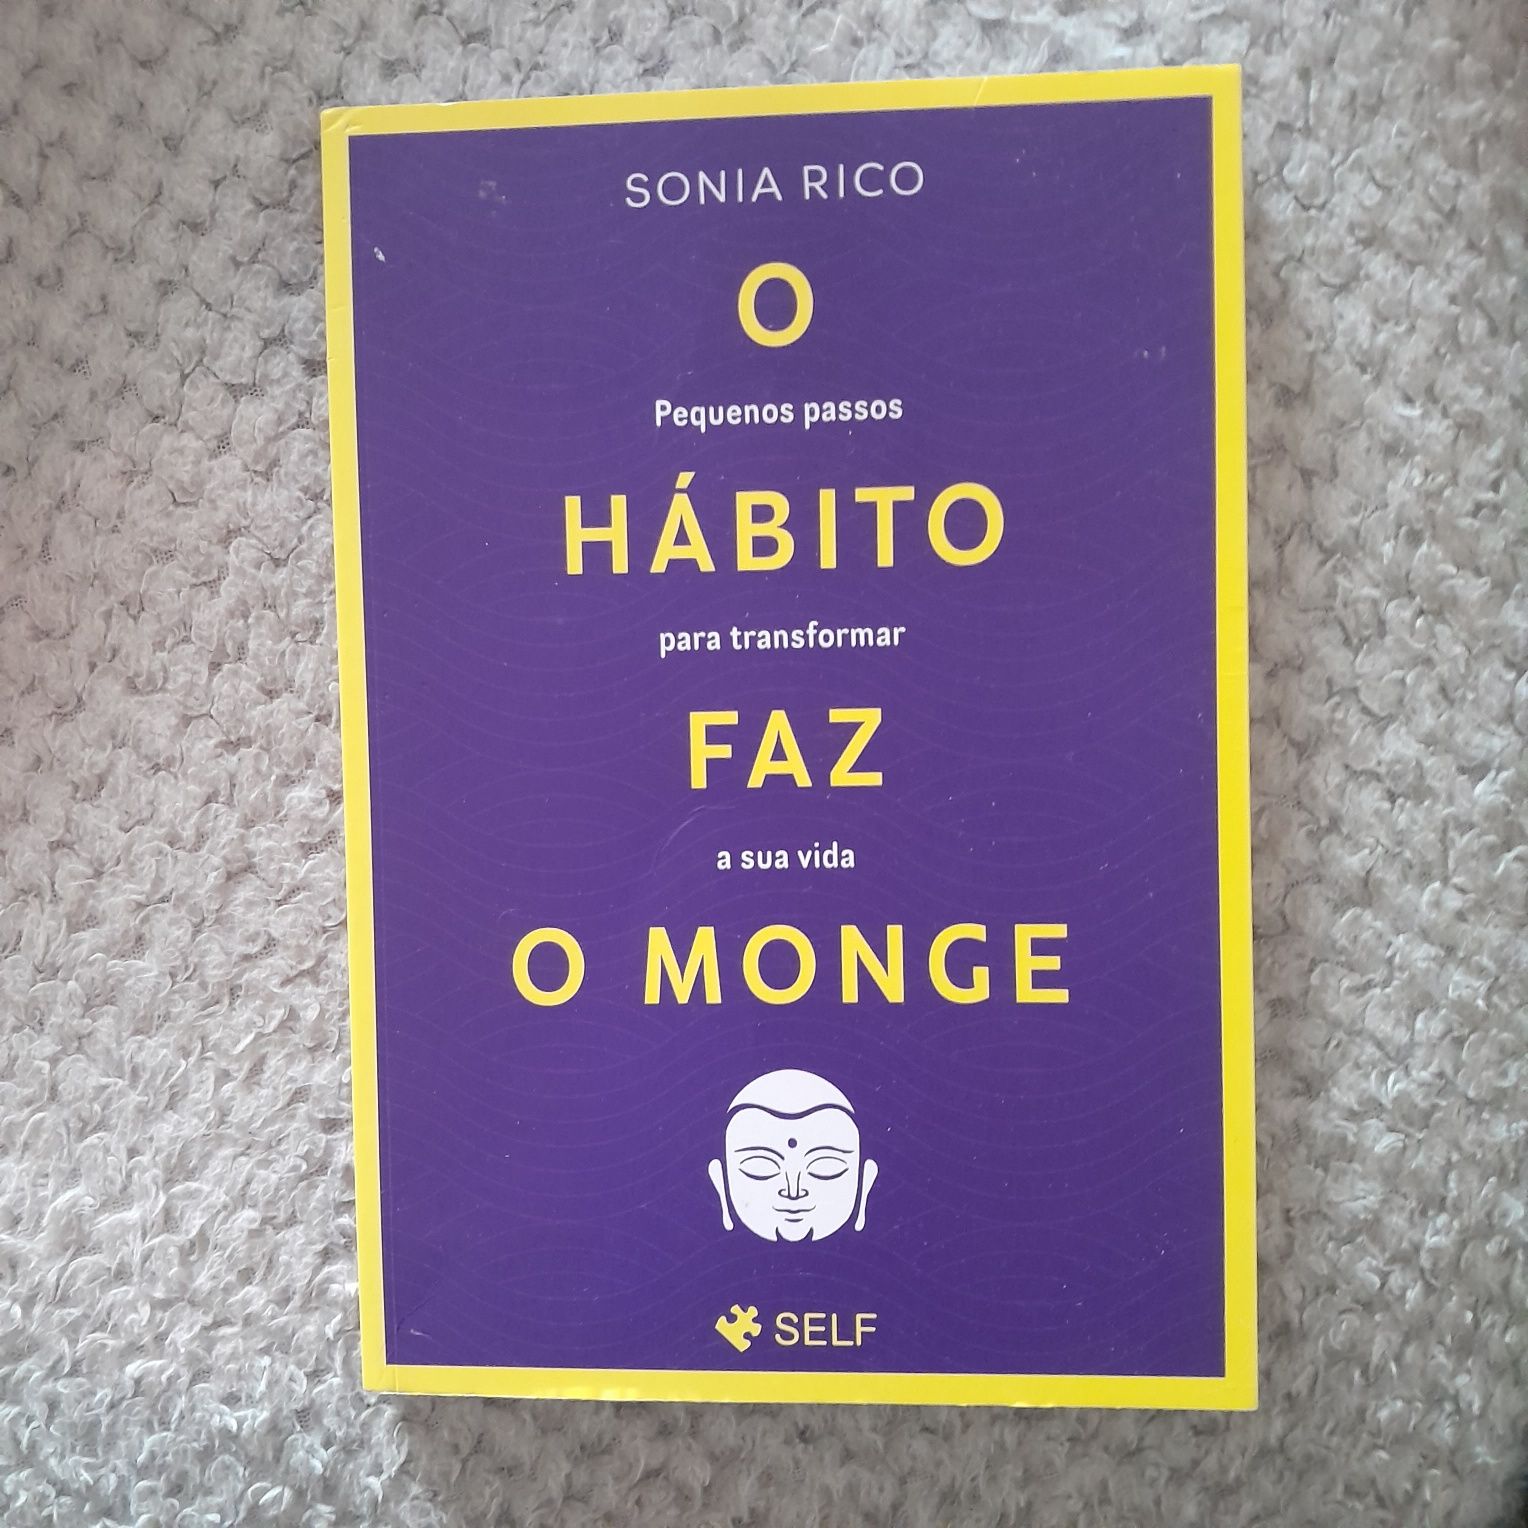 SONIA RICO
O
Pequenos passos
HÁBITO
para transformar
FAZ
a sua vida
O MONGE
SELF